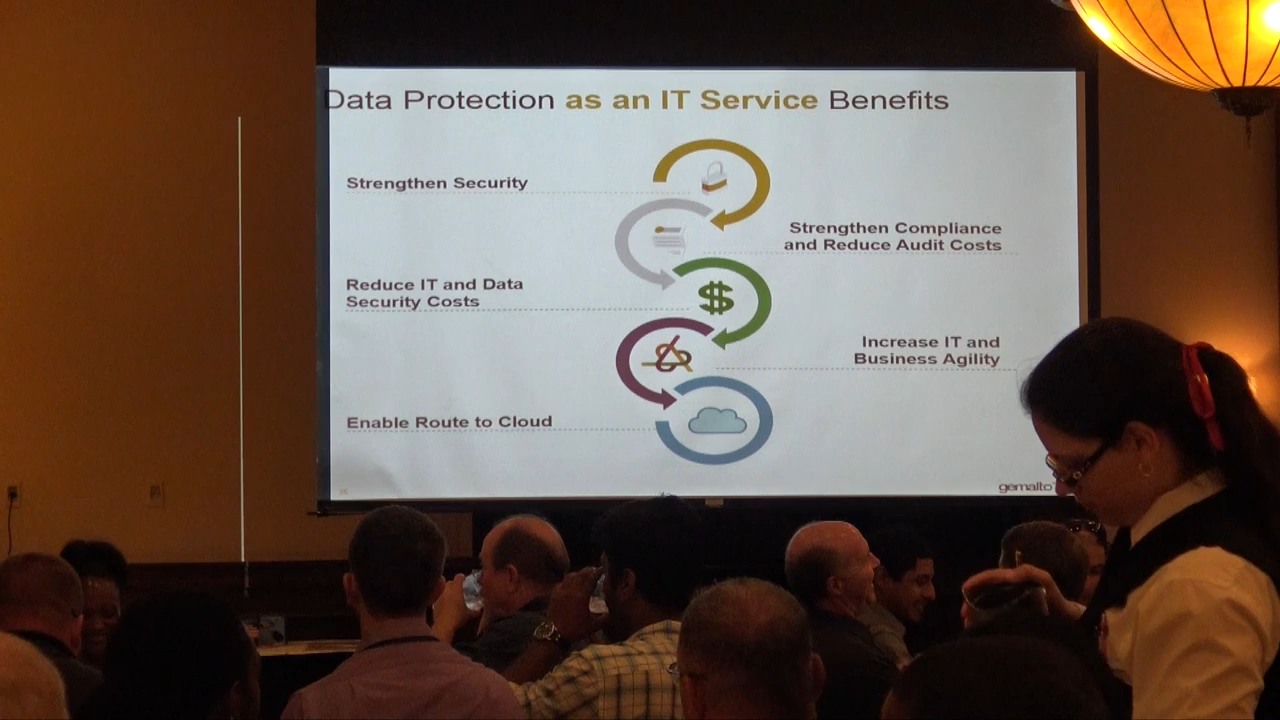 Data Protection as an IT Service Benefits
Strengthen Security
Strengthen Compliance
and Reduce Audit Costs
Reduce IT and Data
Security Costs
$
Increase IT and
Business Agility
Enable Route to Cloud
gemalto